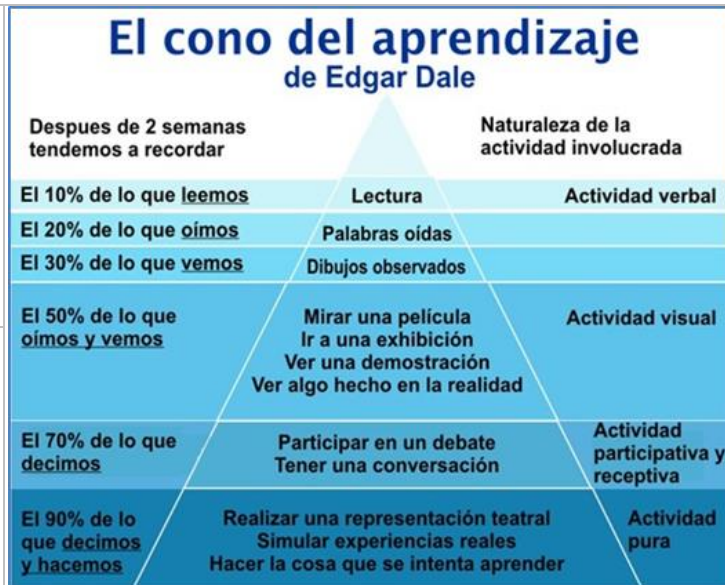 El cono del aprendizaje
de Edgar Dale
Despues de 2 semanas
tendemos a recordar
Naturaleza de la
actividad involucrada
El 10% de lo que leemos
Lectura
Actividad verbal
El 20% de lo que oímos
Palabras oídas
El 30% de lo que vemos
Dibujos observados
El 50% de lo que
oímos y vemos
Mirar una película
Ir a una exhibición
Ver una demostración
Ver algo hecho en la realidad
Actividad visual
El 70% de lo que
decimos
Participar en un debate
Tener una conversación
Actividad
participativa y
receptiva
El 90% de lo
que decimos
y hacemos
Realizar una representación teatral
Simular experiencias reales
Hacer la cosa que se intenta aprender
Actividad
pura